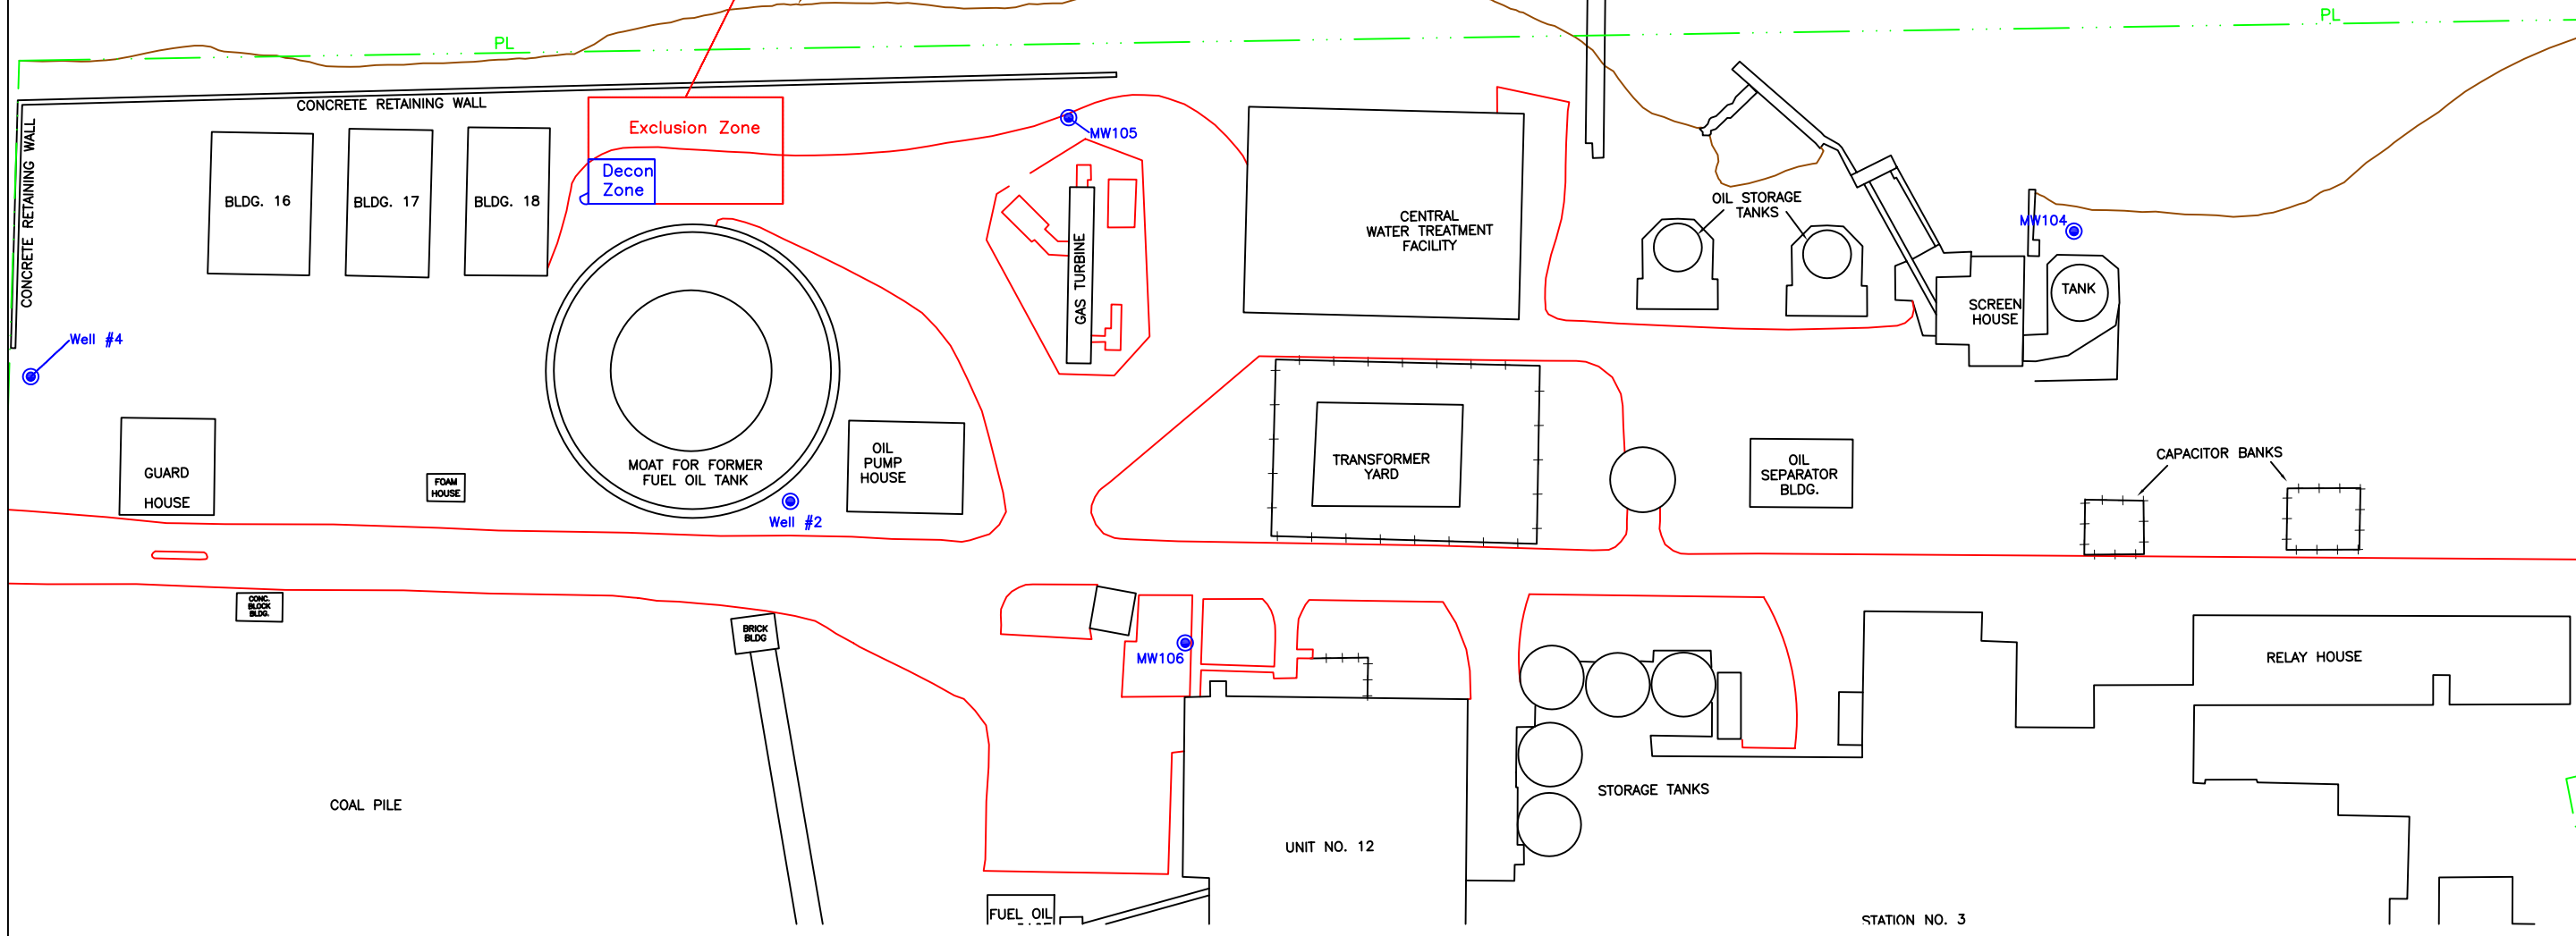 PL
PL
CONCRETE RETAINING WALL
CONCRETE RETAINING WALL
Exclusion Zone
MW105
Decon
Zone
BLDG. 16
BLDG. 17
BLDG. 18
GAS TURBINE
CENTRAL
WATER TREATMENT
FACILITY
OIL STORAGE
TANKS
MW104
TANK
SCREEN
HOUSE
Well #4
GUARD
HOUSE
FOAM
HOUSE
MOAT FOR FORMER
FUEL OIL TANK
OIL
PUMP
HOUSE
Well #2
TRANSFORMER
YARD
OIL
SEPARATOR
BLDG.
CAPACITOR BANKS
CONC.
BLOCK
BLDG.
BRICK
BLDG
MW106
RELAY HOUSE
COAL PILE
STORAGE TANKS
UNIT NO. 12
FUEL OIL
STATION NO. 3